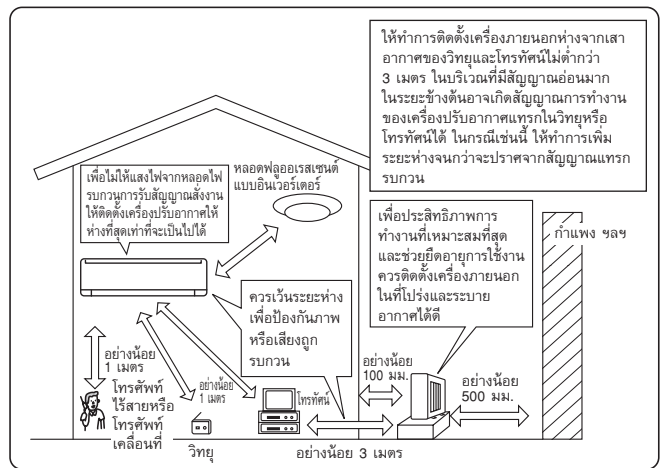 ให้ทำการติดตั้งเครื่องภายนอกห่างจากเสา
อากาศของวิทยุและโทรทัศน์ไม่ต่ำกว่า
3 เมตร ในบริเวณที่มีสัญญาณอ่อนมาก
ในระยะข้างต้นอาจเกิดสัญญาณการทำงาน
ของเครื่องปรับอากาศแทรกในวิทยุหรือ
โทรทัศน์ได้ ในกรณีเช่นนี้ ให้ทำการเพิ่ม
ระยะห่างจนกว่าจะปราศจากสัญญาณแทรก
รบกวน
เพื่อไม่ให้แสงไฟจากหลอดไฟ
รบกวนการรับสัญญาณสั่งงาน
ให้ติดตั้งเครื่องปรับอากาศให้
ห่างที่สุดเท่าที่จะเป็นไปได้
หลอดฟลูออเรสเซนต์
แบบอินเวอร์เตอร์
เพื่อประสิทธิภาพการ
ทำงานที่เหมาะสมที่สุด
และช่วยยืดอายุการใช้งาน
ควรติดตั้งเครื่องภายนอก
ในที่โปร่งและระบาย
อากาศได้ดี
กำแพง ฯลฯ
ควรเว้นระยะห่าง
เพื่อป้องกันภาพ
หรือเสียงถูก
รบกวน
อย่างน้อย
1 เมตร
โทรศัพท์
ไร้สายหรือ
โทรศัพท์
เคลื่อนที่
อย่างน้อย
1 เมตร
วิทยุ
โทรทัศน์
อย่างน้อย 3 เมตร
อย่างน้อย
100 มม.
อย่างน้อย
500 มม.